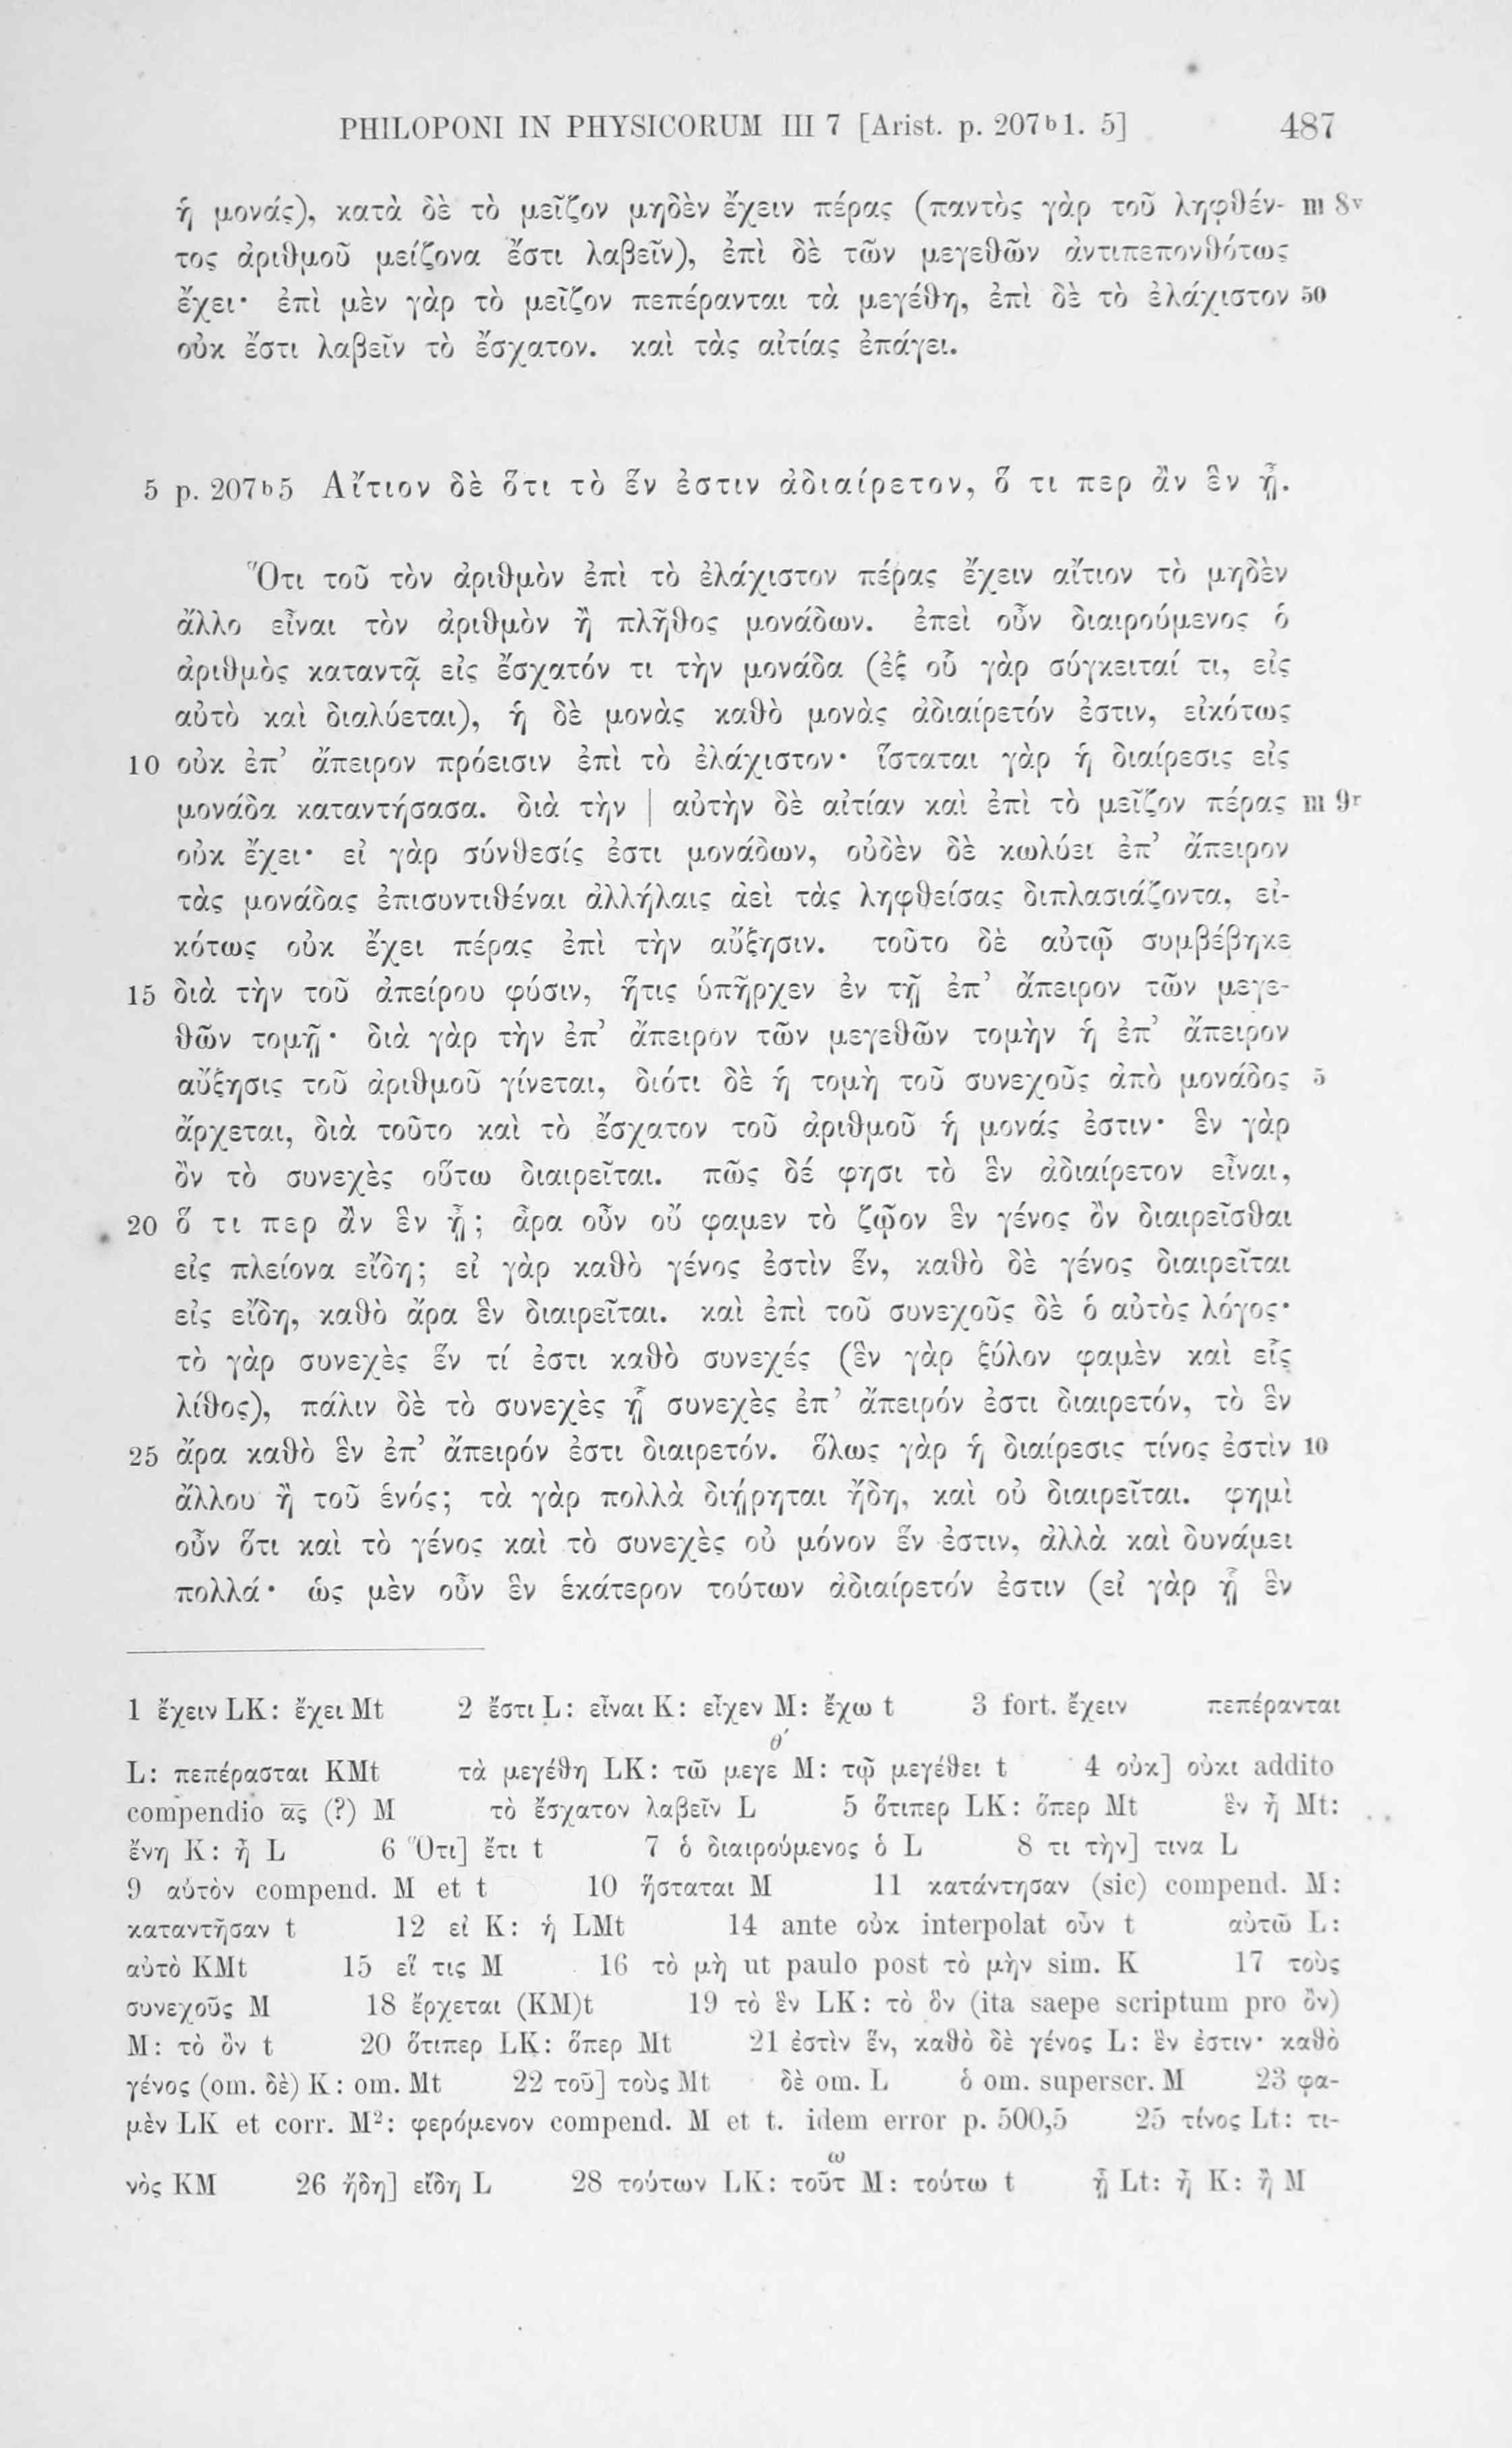 PHILOPONI IN PHYSICORUM III 7 [Arist. p. 207ᵇ1. 5] 487
ἡ μονάς), κατὰ δὲ τὸ μεῖζον μηδὲν ἔχειν πέρας (παντὸς γὰρ τοῦ ληφθέν- m 8ᵛ
τος ἀριθμοῦ μείζονα ἔστι λαβεῖν), ἐπὶ δὲ τῶν μεγεθῶν ἀντιπεπονθότως
ἔχει· ἐπὶ μὲν γὰρ τὸ μεῖζον πεπέρανται τὰ μεγέθη, ἐπὶ δὲ τὸ ἐλάχιστον 50
οὐκ ἔστι λαβεῖν τὸ ἔσχατον. καὶ τὰς αἰτίας ἐπάγει.
5 p. 207ᵇ5 Αἴτιον δὲ ὅτι τὸ ἕν ἐστιν ἀδιαίρετον, ὅ τι περ ἂν ἓν ᾖ.
Ὅτι τοῦ τὸν ἀριθμὸν ἐπὶ τὸ ἐλάχιστον πέρας ἔχειν αἴτιον τὸ μηδὲν
ἄλλο εἶναι τὸν ἀριθμὸν ἢ πλῆθος μονάδων. ἐπεὶ οὖν διαιρούμενος ὁ
ἀριθμὸς καταντᾷ εἰς ἔσχατόν τι τὴν μονάδα (ἐξ οὗ γὰρ σύγκειταί τι, εἰς
αὐτὸ καὶ διαλύεται), ἡ δὲ μονὰς καθὸ μονὰς ἀδιαίρετόν ἐστιν, εἰκότως
10 οὐκ ἐπ’ ἄπειρον πρόεισιν ἐπὶ τὸ ἐλάχιστον· ἵσταται γὰρ ἡ διαίρεσις εἰς
μονάδα καταντήσασα. διὰ τὴν | αὐτὴν δὲ αἰτίαν καὶ ἐπὶ τὸ μεῖζον πέρας m 9ʳ
οὐκ ἔχει· εἰ γὰρ σύνθεσίς ἐστι μονάδων, οὐδὲν δὲ κωλύει ἐπ’ ἄπειρον
τὰς μονάδας ἐπισυντιθέναι ἀλλήλαις ἀεὶ τὰς ληφθείσας διπλασιάζοντα, εἰ-
κότως οὐκ ἔχει πέρας ἐπὶ τὴν αὔξησιν. τοῦτο δὲ αὐτῷ συμβέβηκε
15 διὰ τὴν τοῦ ἀπείρου φύσιν, ἥτις ὑπῆρχεν ἐν τῇ ἐπ’ ἄπειρον τῶν μεγε-
θῶν τομῇ· διὰ γὰρ τὴν ἐπ’ ἄπειρον τῶν μεγεθῶν τομὴν ἡ ἐπ’ ἄπειρον
αὔξησις τοῦ ἀριθμοῦ γίνεται, διότι δὲ ἡ τομὴ τοῦ συνεχοῦς ἀπὸ μονάδος 5
ἄρχεται, διὰ τοῦτο καὶ τὸ ἔσχατον τοῦ ἀριθμοῦ ἡ μονάς ἐστιν· ἓν γὰρ
ὂν τὸ συνεχὲς οὕτω διαιρεῖται. πῶς δέ φησι τὸ ἓν ἀδιαίρετον εἶναι,
20 ὅ τι περ ἂν ἓν ᾖ; ἆρα οὖν οὔ φαμεν τὸ ζῷον ἓν γένος ὂν διαιρεῖσθαι
εἰς πλείονα εἴδη; εἰ γὰρ καθὸ γένος ἐστὶν ἕν, καθὸ δὲ γένος διαιρεῖται
εἰς εἴδη, καθὸ ἄρα ἓν διαιρεῖται. καὶ ἐπὶ τοῦ συνεχοῦς δὲ ὁ αὐτὸς λόγος·
τὸ γὰρ συνεχὲς ἕν τί ἐστι καθὸ συνεχές (ἓν γὰρ ξύλον φαμὲν καὶ εἷς
λίθος), πάλιν δὲ τὸ συνεχὲς ᾗ συνεχὲς ἐπ’ ἄπειρόν ἐστι διαιρετόν, τὸ ἓν
25 ἄρα καθὸ ἓν ἐπ’ ἄπειρόν ἐστι διαιρετόν. ὅλως γὰρ ἡ διαίρεσις τίνος ἐστὶν 10
ἄλλου ἢ τοῦ ἑνός; τὰ γὰρ πολλὰ διῄρηται ἤδη, καὶ οὐ διαιρεῖται. φημὶ
οὖν ὅτι καὶ τὸ γένος καὶ τὸ συνεχὲς οὐ μόνον ἕν ἐστιν, ἀλλὰ καὶ δυνάμει
πολλά· ὡς μὲν οὖν ἓν ἑκάτερον τούτων ἀδιαίρετόν ἐστιν (εἰ γὰρ ᾗ ἓν
1 ἔχειν LK: ἔχει Mt 2 ἔστι L: εἶναι K: εἶχεν M: ἔχω t 3 fort. ἔχειν πεπέρανται
L: πεπέρασται KMt τὰ μεγέθη LK: τῶ μεγεθ M: τῷ μεγέθει t 4 οὐκ] οὐκι addito
compendio α̅ς̅ (?) M τὸ ἔσχατον λαβεῖν L 5 ὅτιπερ LK: ὅπερ Mt ἓν ᾖ Mt:
ἔνη K: ἦ L 6 Ὅτι] ἔτι t 7 ὁ διαιρούμενος ὁ L 8 τι τὴν] τινα L
9 αὐτὸν compend. M et t 10 ἥσταται M 11 κατάντησαν (sic) compend. M:
καταντῆσαν t 12 εἰ K: ἡ LMt 14 ante οὐκ interpolat οὖν t αὐτῶ L:
αὐτὸ KMt 15 εἴ τις M 16 τὸ μὴ ut paulo post τὸ μὴν sim. K 17 τοὺς
συνεχοῦς M 18 ἔρχεται (KM)t 19 τὸ ἓν LK: τὸ ὃν (ita saepe scriptum pro ὂν)
M: τὸ ὂν t 20 ὅτιπερ LK: ὅπερ Mt 21 ἐστὶν ἕν, καθὸ δὲ γένος L: ἓν ἐστιν· καθὸ
γένος (om. δὲ) K: om. Mt 22 τοῦ] τοὺς Mt δὲ om. L ὁ om. superscr. M 23 φα-
μὲν LK et corr. M²: φερόμενον compend. M et t. idem error p. 500,5 25 τίνος Lt: τι-
νὸς KM 26 ἤδη] εἴδη L 28 τούτων LK: τοῦτω M: τούτω t ᾗ Lt: ἦ K: ἢ M